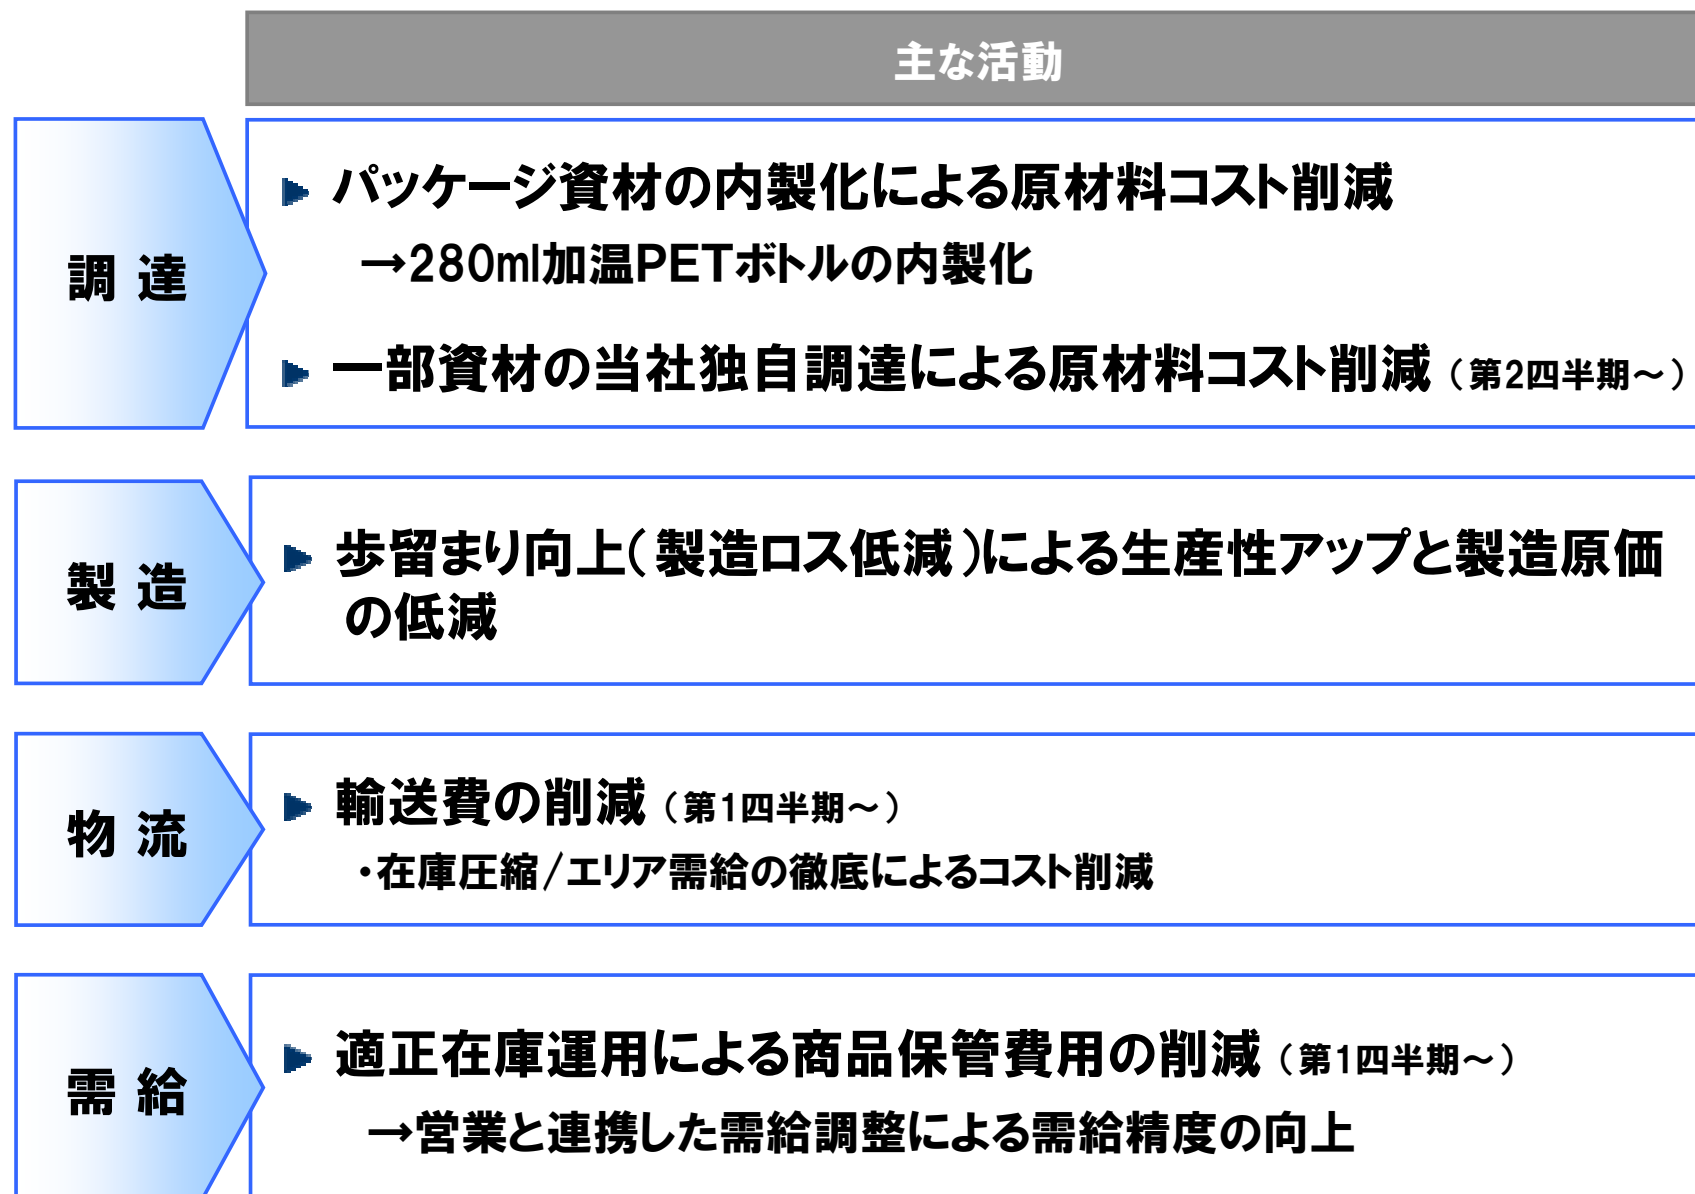 主な活動
調 達
パッケージ資材の内製化による原材料コスト削減
→280ml加温PETボトルの内製化
一部資材の当社独自調達による原材料コスト削減（第2四半期～）
製 造
歩留まり向上（製造ロス低減）による生産性アップと製造原価
の低減
物 流
輸送費の削減（第1四半期～）
・在庫圧縮/エリア需給の徹底によるコスト削減
需 給
適正在庫運用による商品保管費用の削減（第1四半期～）
→営業と連携した需給調整による需給精度の向上